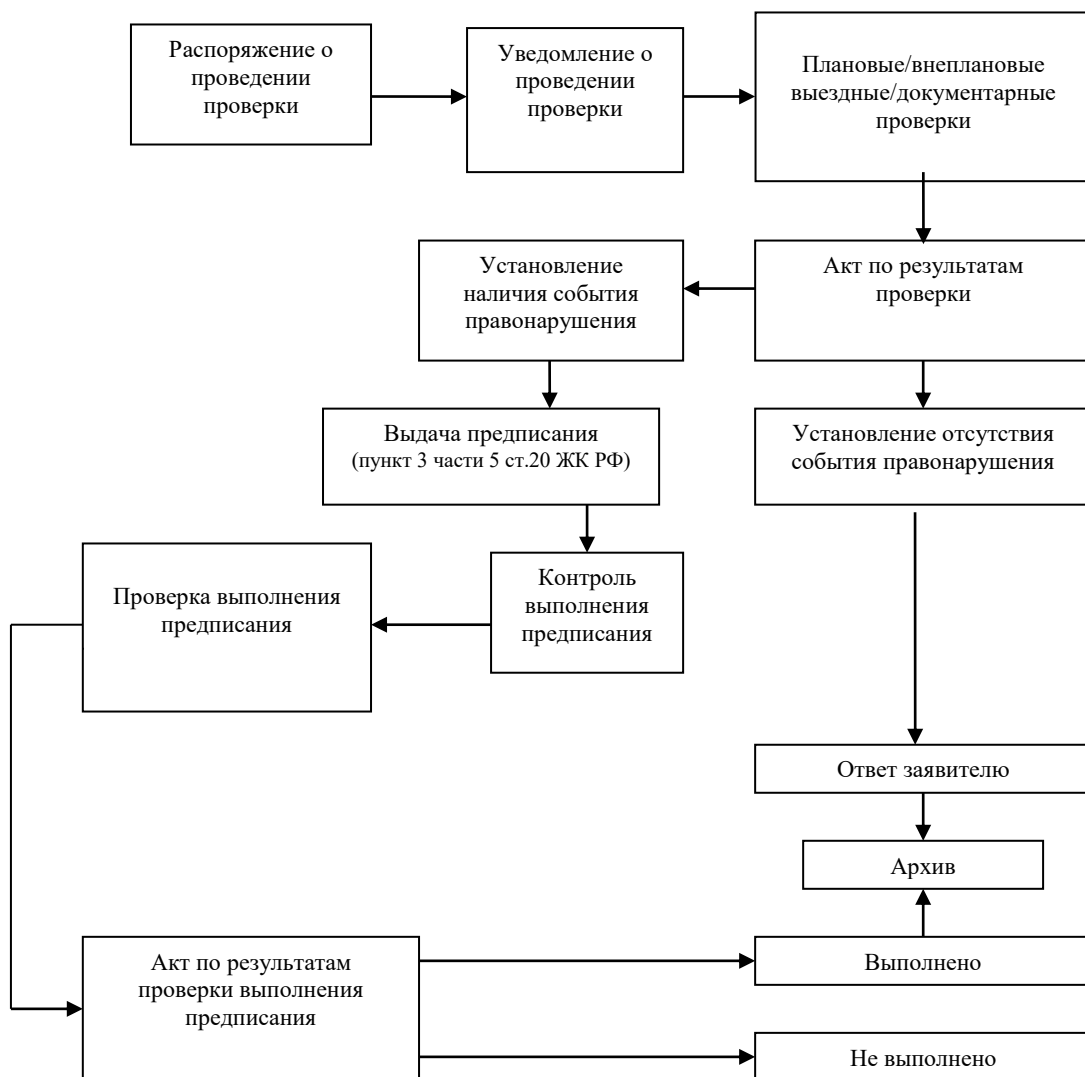 Распоряжение о
проведении
проверки
Уведомление о
проведении
проверки
Плановые/внеплановые
выездные/документарные
проверки
Установление
наличия события
правонарушения
Акт по результатам
проверки
Выдача предписания
(пункт 3 части 5 ст.20 ЖК РФ)
Установление отсутствия
события правонарушения
Проверка выполнения
предписания
Контроль
выполнения
предписания
Ответ заявителю
Архив
Акт по результатам
проверки выполнения
предписания
Выполнено
Не выполнено